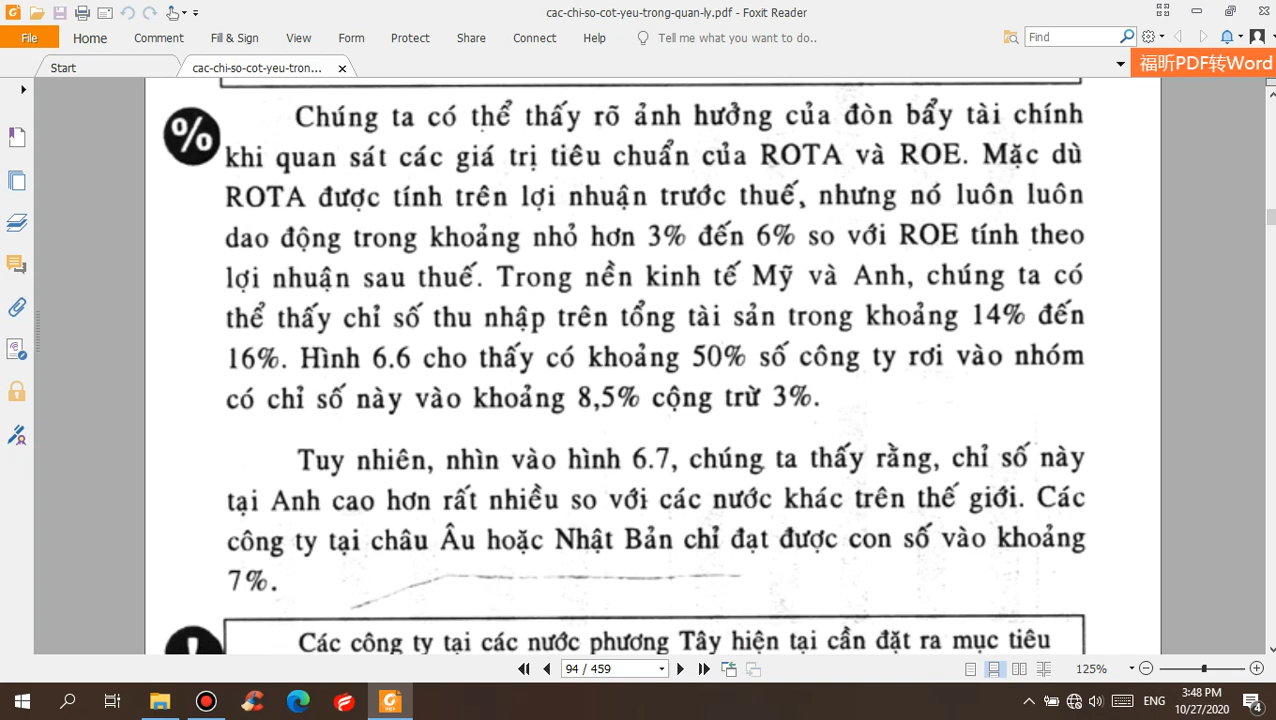 cac-chi-so-cot-yeu-trong-quan-ly.pdf - Foxit Reader
File Home Comment Fill & Sign View Form Protect Share Connect Help Tell me what you want to do.. Find
Start cac-chi-so-cot-yeu-tron... 福昕PDF转Word
% Chúng ta có thể thấy rõ ảnh hưởng của đòn bẩy tài chính
khi quan sát các giá trị tiêu chuẩn của ROTA và ROE. Mặc dù
ROTA được tính trên lợi nhuận trước thuế, nhưng nó luôn luôn
dao động trong khoảng nhỏ hơn 3% đến 6% so với ROE tính theo
lợi nhuận sau thuế. Trong nền kinh tế Mỹ và Anh, chúng ta có
thể thấy chỉ số thu nhập trên tổng tài sản trong khoảng 14% đến
16%. Hình 6.6 cho thấy có khoảng 50% số công ty rơi vào nhóm
có chỉ số này vào khoảng 8,5% cộng trừ 3%.
Tuy nhiên, nhìn vào hình 6.7, chúng ta thấy rằng, chỉ số này
tại Anh cao hơn rất nhiều so với các nước khác trên thế giới. Các
công ty tại châu Âu hoặc Nhật Bản chỉ đạt được con số vào khoảng
7%.
Các công ty tại các nước phương Tây hiện tại cần đặt ra mục tiêu
94 / 459 125%
ENG 3:48 PM
10/27/2020 4